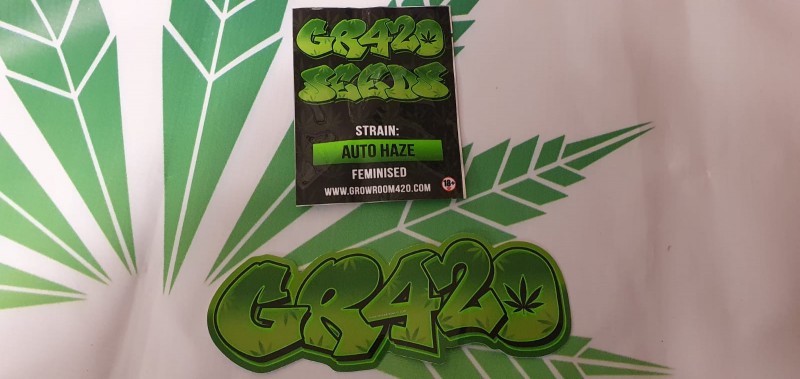 GR420
SEEDS
STRAIN:
AUTO HAZE
FEMINISED
WWW.GROWROOM420.COM
18+
GR420